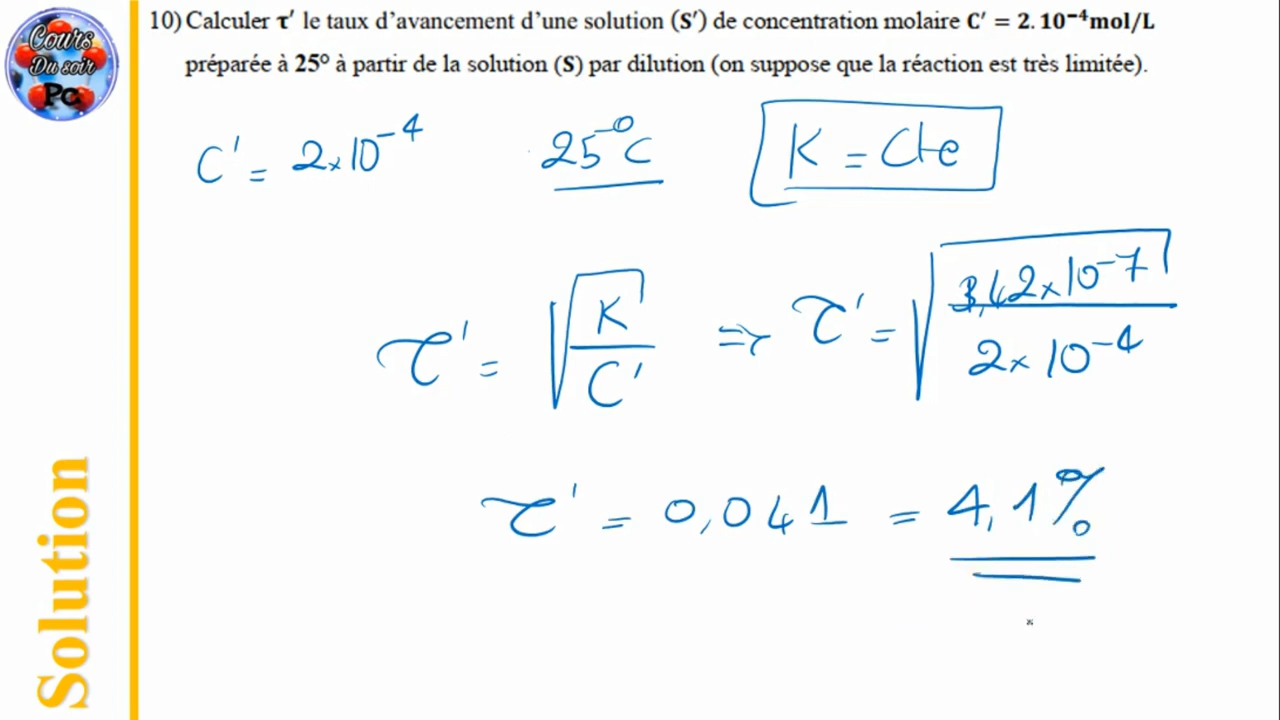 Cours
Du soir
Pc
10) Calculer τ′ le taux d’avancement d’une solution (S′) de concentration molaire C′ = 2. 10⁻⁴mol/L
préparée à 25° à partir de la solution (S) par dilution (on suppose que la réaction est très limitée).
C' = 2×10⁻⁴ 25°C K = Cte
τ' = √(K/C') => τ' = √(3,42×10⁻⁷/2×10⁻⁴)
τ' = 0,041 = 4,1%
Solution